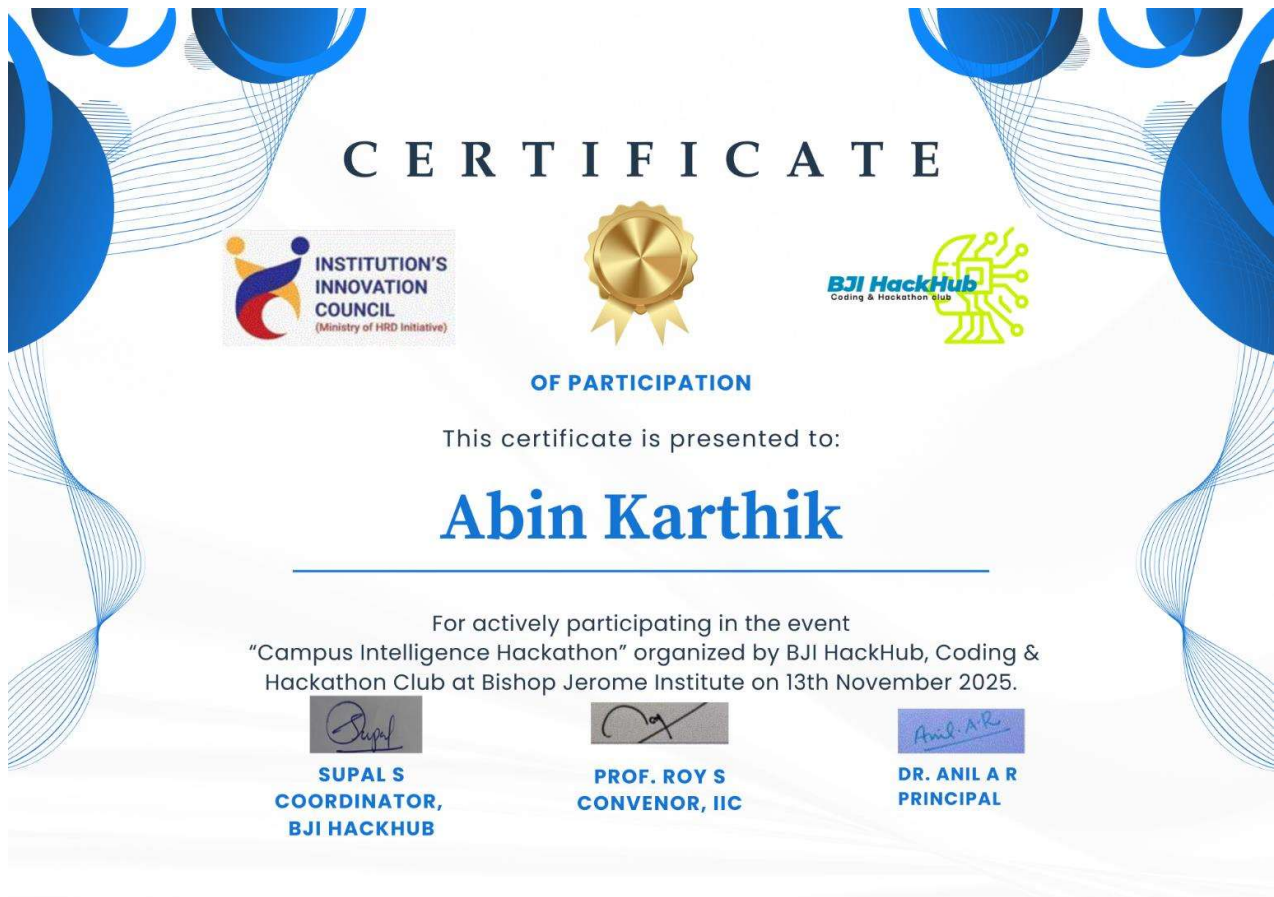 CERTIFICATE
INSTITUTION'S
INNOVATION
COUNCIL
(Ministry of HRD Initiative)
BJI HackHub
Coding & Hackathon club
OF PARTICIPATION
This certificate is presented to:
Abin Karthik
For actively participating in the event
“Campus Intelligence Hackathon” organized by BJI HackHub, Coding &
Hackathon Club at Bishop Jerome Institute on 13th November 2025.
Supal
Roy
Anil. A.R
SUPAL S
COORDINATOR,
BJI HACKHUB
PROF. ROY S
CONVENOR, IIC
DR. ANIL A R
PRINCIPAL